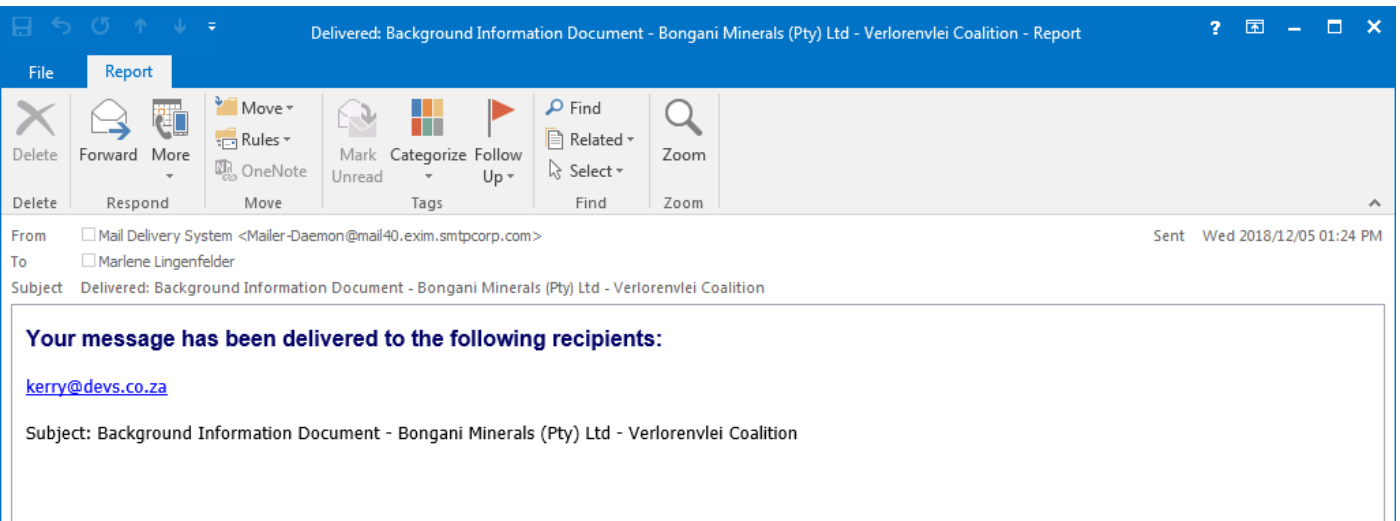 Delivered: Background Information Document - Bongani Minerals (Pty) Ltd - Verlorenvlei Coalition - Report
?
File Report
Delete
Forward
More
Move
Rules
OneNote
Mark Unread
Categorize
Follow Up
Find
Related
Select
Zoom
Delete Respond Move Tags Find Zoom
From Mail Delivery System <Mailer-Daemon@mail40.exim.smtpcorp.com> Sent Wed 2018/12/05 01:24 PM
To Marlene Lingenfelder
Subject Delivered: Background Information Document - Bongani Minerals (Pty) Ltd - Verlorenvlei Coalition
Your message has been delivered to the following recipients:
kerry@devs.co.za
Subject: Background Information Document - Bongani Minerals (Pty) Ltd - Verlorenvlei Coalition